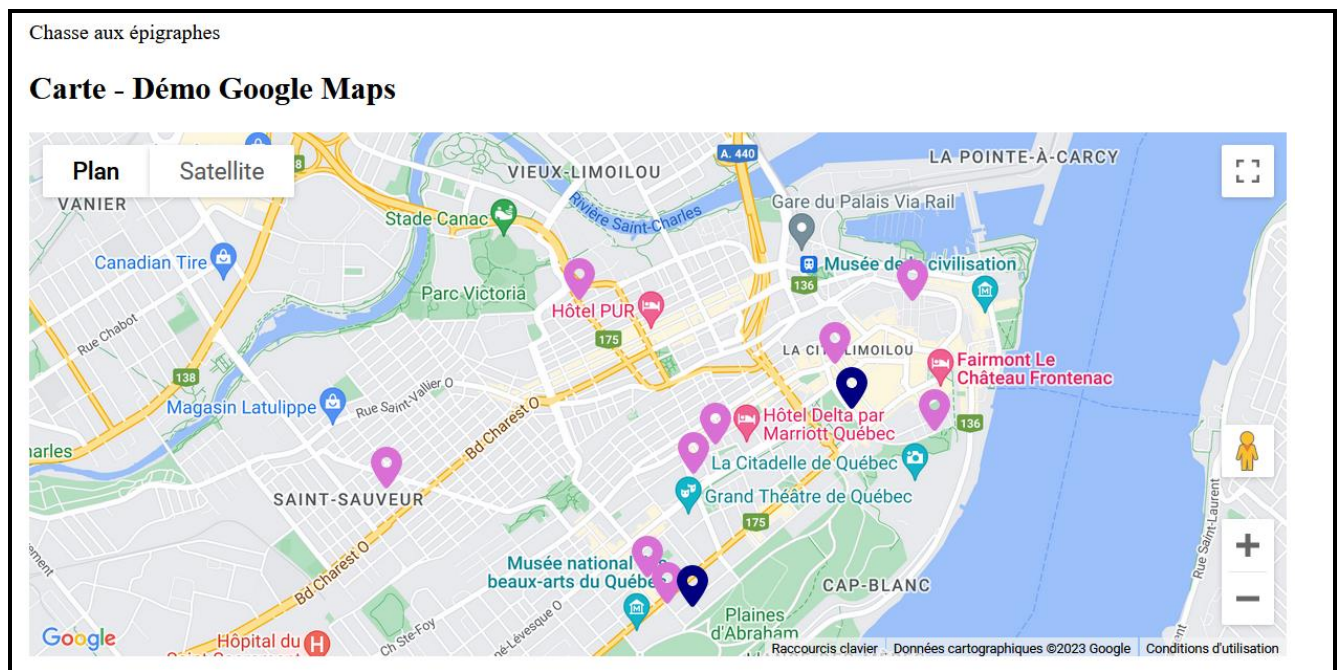 Chasse aux épigraphes
Carte - Démo Google Maps
Plan
Satellite
A. 440
LA POINTE-À-CARCY
VIEUX-LIMOILOU
VANIER
Gare du Palais Via Rail
Stade Canac
Rivière Saint-Charles
Canadian Tire
Musée de civilisation
136
Parc Victoria
Hôtel PUR
Rue Chabot
175
LIMOILOU
Fairmont Le
Château Frontenac
138
Rue Saint-Vallier O
Magasin Latulippe
Bd Charest O
Hôtel Delta par
Marriott Québec
136
La Citadelle de Québec
SAINT-SAUVEUR
Grand Théâtre de Québec
175
Rue Saint-Laurent
Bd Charest O
Musée national
beaux-arts du Québec
CAP-BLANC
Plaines
d'Abraham
Ch Ste-Foy
Google
Hôpital du
Raccourcis clavier
Données cartographiques ©2023 Google
Conditions d'utilisation